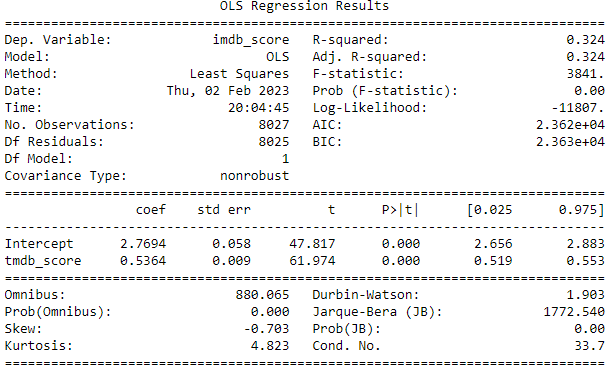 OLS Regression Results
==============================================================================
Dep. Variable: imdb_score R-squared: 0.324
Model: OLS Adj. R-squared: 0.324
Method: Least Squares F-statistic: 3841.
Date: Thu, 02 Feb 2023 Prob (F-statistic): 0.00
Time: 20:04:45 Log-Likelihood: -11807.
No. Observations: 8027 AIC: 2.362e+04
Df Residuals: 8025 BIC: 2.363e+04
Df Model: 1
Covariance Type: nonrobust
==============================================================================
coef std err t P>|t| [0.025 0.975]
------------------------------------------------------------------------------
Intercept 2.7694 0.058 47.817 0.000 2.656 2.883
tmdb_score 0.5364 0.009 61.974 0.000 0.519 0.553
==============================================================================
Omnibus: 880.065 Durbin-Watson: 1.903
Prob(Omnibus): 0.000 Jarque-Bera (JB): 1772.540
Skew: -0.703 Prob(JB): 0.00
Kurtosis: 4.823 Cond. No. 33.7
==============================================================================